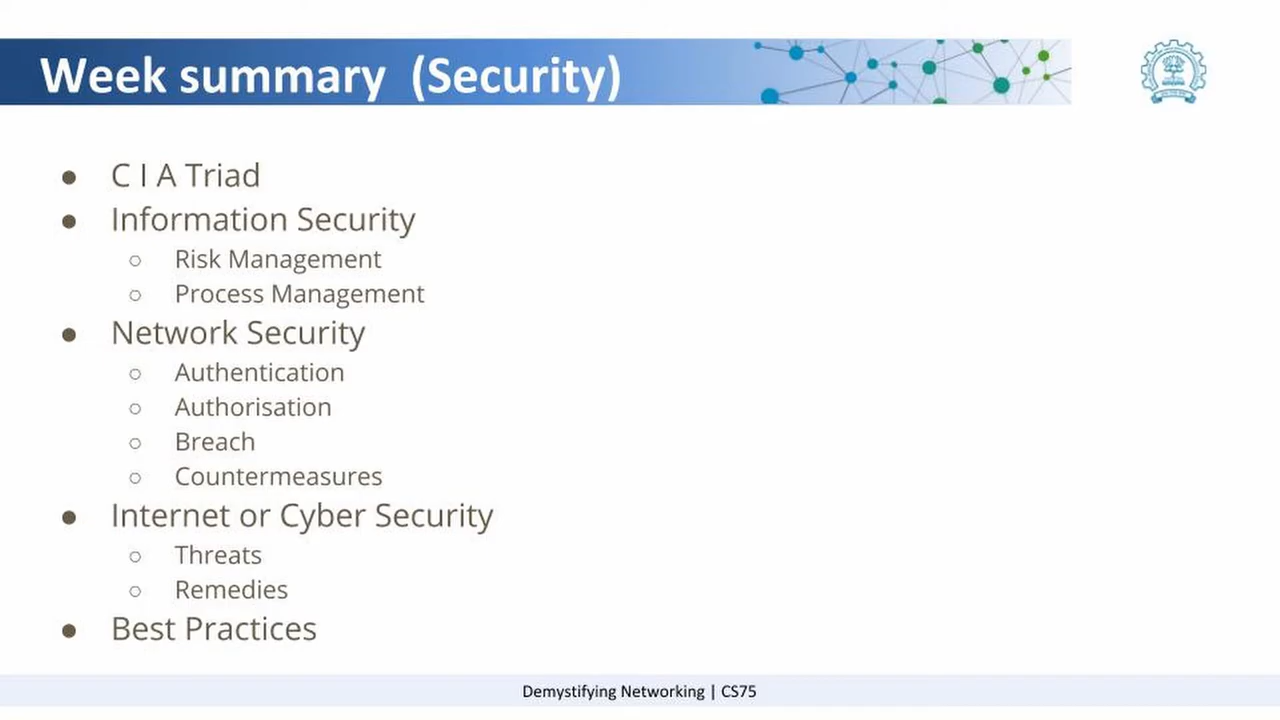 Week summary (Security)
● C I A Triad
● Information Security
○ Risk Management
○ Process Management
● Network Security
○ Authentication
○ Authorisation
○ Breach
○ Countermeasures
● Internet or Cyber Security
○ Threats
○ Remedies
● Best Practices
Demystifying Networking | CS75